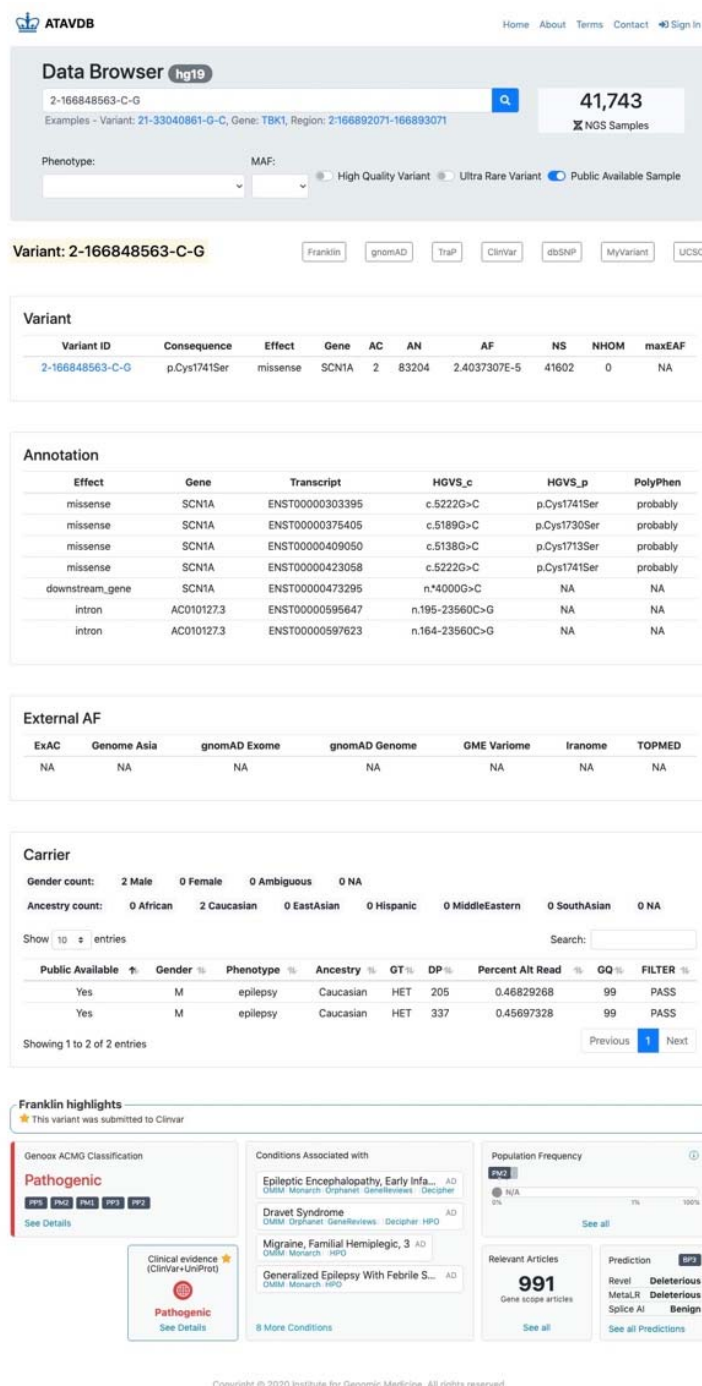 ATAVDB
Home About Terms Contact Sign In
Data Browser hg19
2-166848563-C-G
Examples - Variant: 21-33040861-G-C, Gene: TBK1, Region: 2:166892071-166893071
41,743
NGS Samples
Phenotype: MAF:
High Quality Variant Ultra Rare Variant Public Available Sample
Variant: 2-166848563-C-G
Franklin gnomAD TraP ClinVar dbSNP MyVariant UCSC
Variant
Variant ID Consequence Effect Gene AC AN AF NS NHOM maxEAF
2-166848563-C-G p.Cys1741Ser missense SCN1A 2 83204 2.4037307E-5 41602 0 NA
Annotation
Effect Gene Transcript HGVS_c HGVS_p PolyPhen
missense SCN1A ENST00000303395 c.5222G>C p.Cys1741Ser probably
missense SCN1A ENST00000375405 c.5189G>C p.Cys1730Ser probably
missense SCN1A ENST00000409050 c.5138G>C p.Cys1713Ser probably
missense SCN1A ENST00000423058 c.5222G>C p.Cys1741Ser probably
downstream_gene SCN1A ENST00000473295 n.*4000G>C NA NA
intron AC010127.3 ENST00000595647 n.195-23560C>G NA NA
intron AC010127.3 ENST00000597623 n.164-23560C>G NA NA
External AF
ExAC Genome Asia gnomAD Exome gnomAD Genome GME Variome Iranome TOPMED
NA NA NA NA NA NA NA
Carrier
Gender count: 2 Male 0 Female 0 Ambiguous 0 NA
Ancestry count: 0 African 2 Caucasian 0 EastAsian 0 Hispanic 0 MiddleEastern 0 SouthAsian 0 NA
Show 10 entries Search:
Public Available Gender Phenotype Ancestry GT DP Percent Alt Read GQ FILTER
Yes M epilepsy Caucasian HET 205 0.46829268 99 PASS
Yes M epilepsy Caucasian HET 337 0.45697328 99 PASS
Showing 1 to 2 of 2 entries
Previous 1 Next
Franklin highlights
This variant was submitted to Clinvar
Genoox ACMG Classification
Pathogenic
PP5 PM2 PM1 PP3 PP2
See Details
Clinical evidence
(ClinVar+UniProt)
Pathogenic
See Details
Conditions Associated with
Epileptic Encephalopathy, Early Infa... AD
OMIM Monarch Orphanet GeneReviews Decipher
Dravet Syndrome AD
OMIM Orphanet GeneReviews Decipher HPO
Migraine, Familial Hemiplegic, 3 AD
OMIM Monarch HPO
Generalized Epilepsy With Febrile S... AD
OMIM Monarch HPO
8 More Conditions
Population Frequency
PM2
N/A
0% 1% 100%
See all
Relevant Articles
991
Gene scope articles
See all
Prediction BP3
Revel Deleterious
MetaLR Deleterious
Splice AI Benign
See all Predictions
Copyright © 2020 Institute for Genomic Medicine. All rights reserved